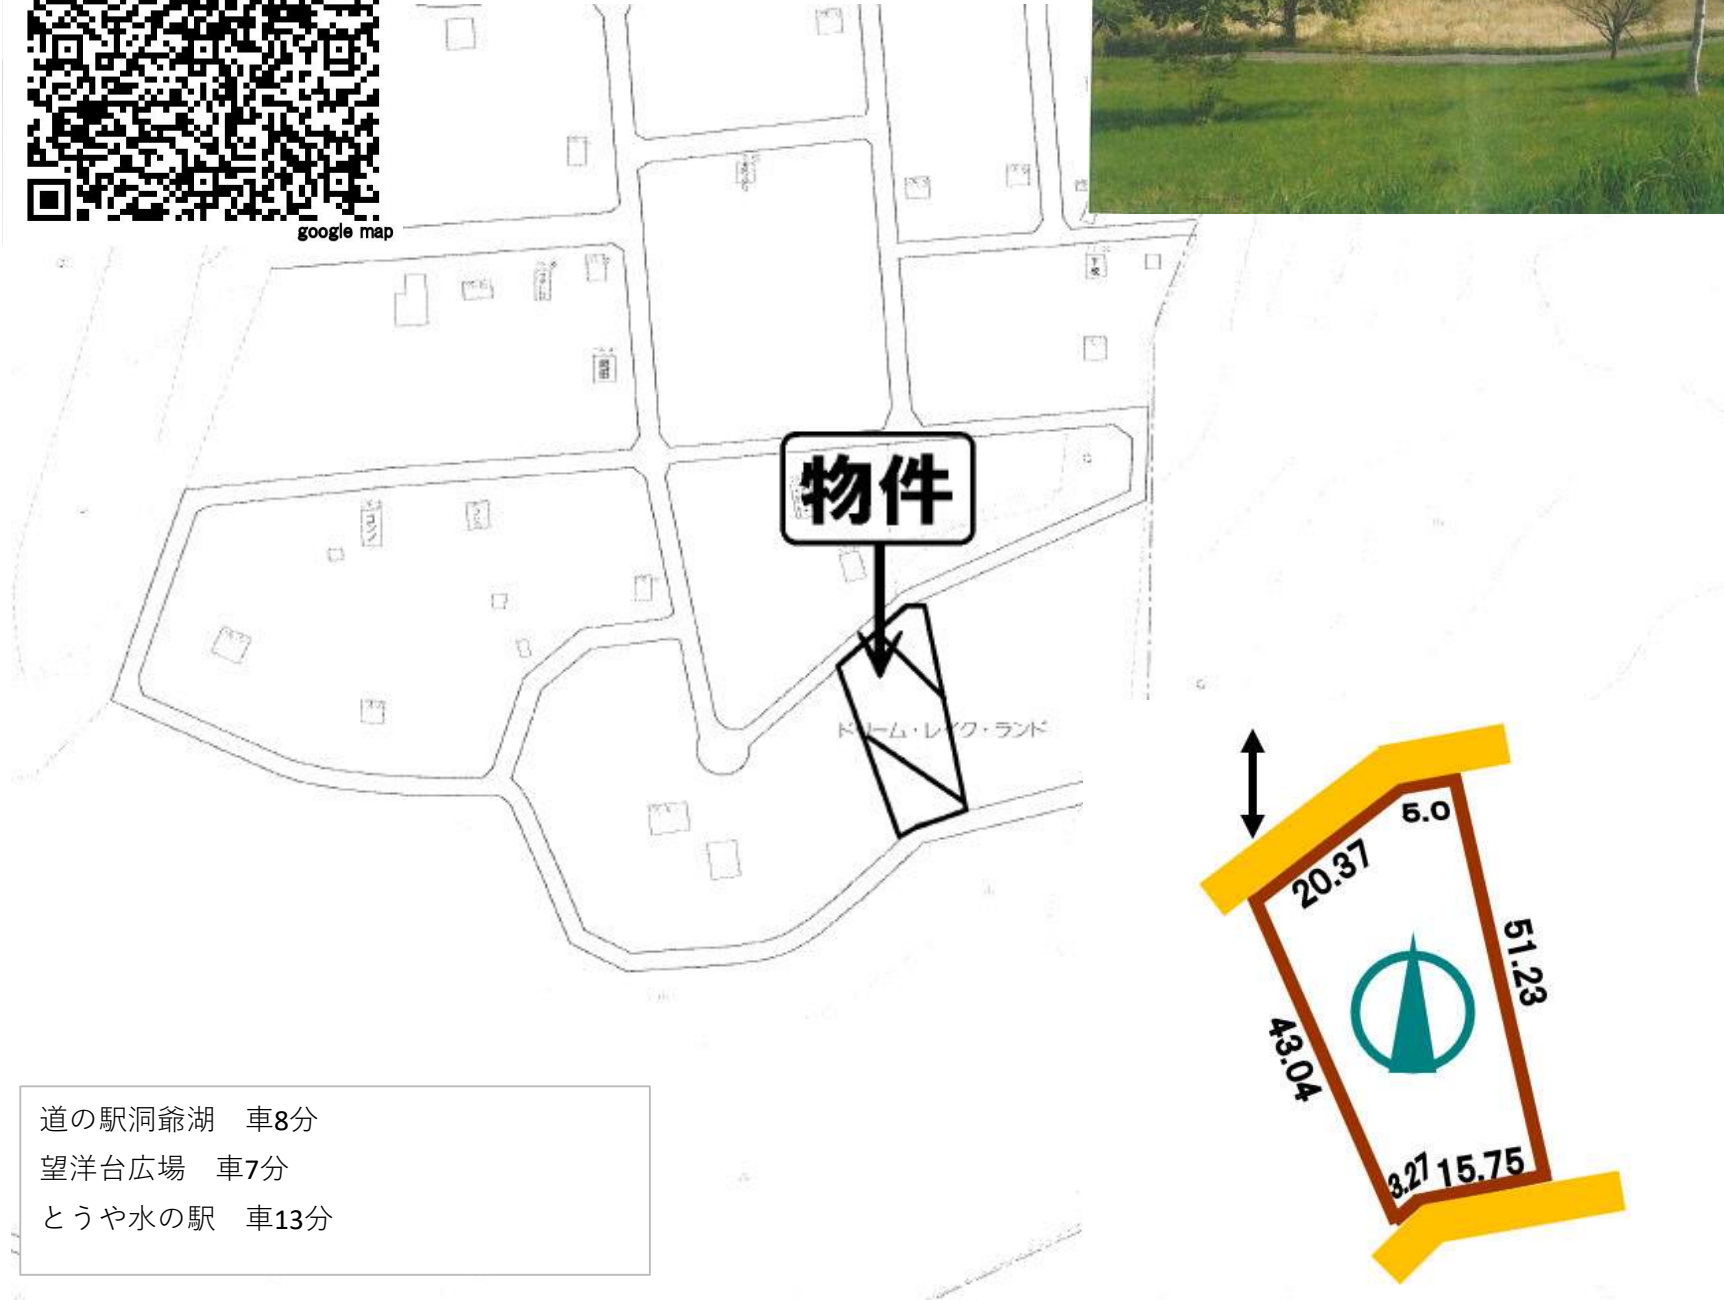 google map
物件
ドリーム・レイク・ランド
5.0
20.37
51.23
43.04
3.27
15.75
道の駅洞爺湖　車8分
望洋台広場　車7分
とうや水の駅　車13分